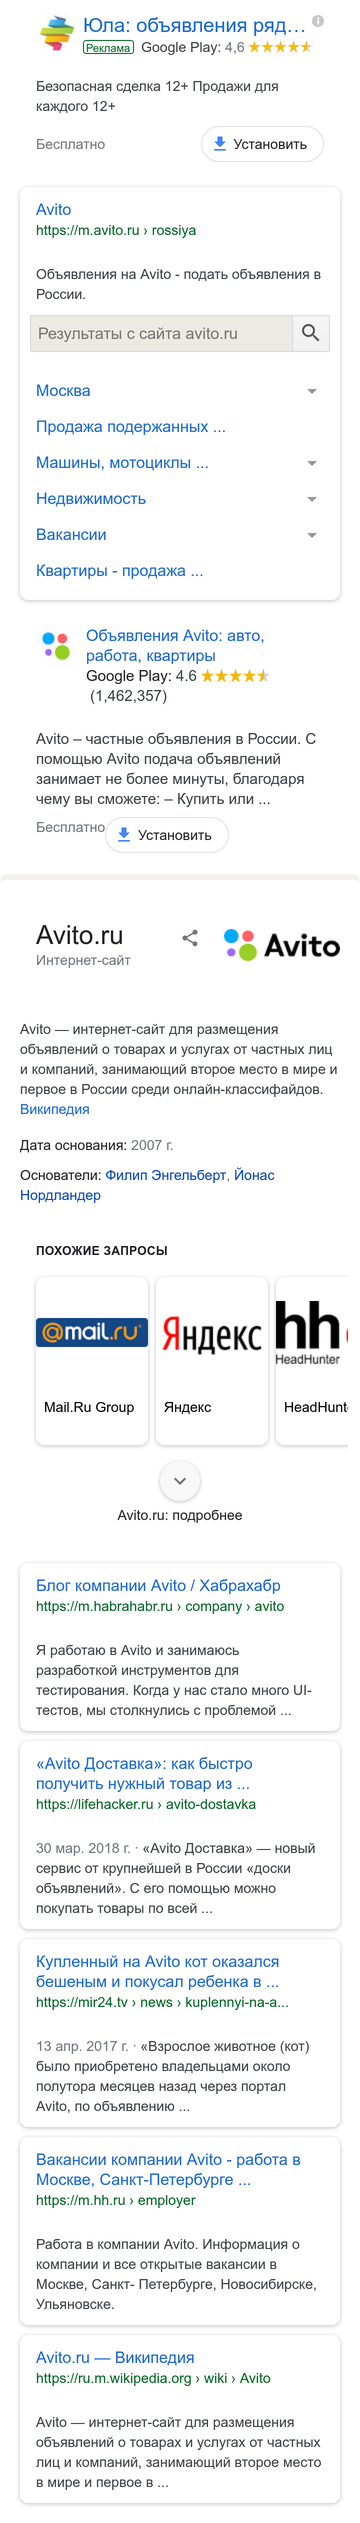 Юла: объявления ряд...
Реклама Google Play: 4,6
Безопасная сделка 12+ Продажи для
каждого 12+
Бесплатно
Установить
Avito
https://m.avito.ru › rossiya
Объявления на Avito - подать объявления в
России.
Результаты с сайта avito.ru
Москва
Продажа подержанных ...
Машины, мотоциклы ...
Недвижимость
Вакансии
Квартиры - продажа ...
Объявления Avito: авто,
работа, квартиры
Google Play: 4.6
(1,462,357)
Avito – частные объявления в России. С
помощью Avito подача объявлений
занимает не более минуты, благодаря
чему вы сможете: – Купить или ...
Бесплатно
Установить
Avito.ru
Интернет-сайт
Avito
Avito — интернет-сайт для размещения
объявлений о товарах и услугах от частных лиц
и компаний, занимающий второе место в мире и
первое в России среди онлайн-классифайдов.
Википедия
Дата основания: 2007 г.
Основатели: Филип Энгельберт, Йонас
Нордландер
ПОХОЖИЕ ЗАПРОСЫ
@mail.ru
Яндекс
hh
HeadHunter
Mail.Ru Group
Яндекс
HeadHunt
Avito.ru: подробнее
Блог компании Avito / Хабрахабр
https://m.habrahabr.ru › company › avito
Я работаю в Avito и занимаюсь
разработкой инструментов для
тестирования. Когда у нас стало много UI-
тестов, мы столкнулись с проблемой ...
«Avito Доставка»: как быстро
получить нужный товар из ...
https://lifehacker.ru › avito-dostavka
30 мар. 2018 г. · «Avito Доставка» — новый
сервис от крупнейшей в России «доски
объявлений». С его помощью можно
покупать товары по всей ...
Купленный на Avito кот оказался
бешеным и покусал ребенка в ...
https://mir24.tv › news › kuplennyi-na-a...
13 апр. 2017 г. · «Взрослое животное (кот)
было приобретено владельцами около
полутора месяцев назад через портал
Avito, по объявлению ...
Вакансии компании Avito - работа в
Москве, Санкт-Петербурге ...
https://m.hh.ru › employer
Работа в компании Avito. Информация о
компании и все открытые вакансии в
Москве, Санкт- Петербурге, Новосибирске,
Ульяновске.
Avito.ru — Википедия
https://ru.m.wikipedia.org › wiki › Avito
Avito — интернет-сайт для размещения
объявлений о товарах и услугах от частных
лиц и компаний, занимающий второе место
в мире и первое в ...